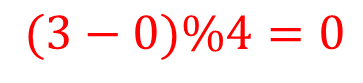 (3 − 0)%4 = 0